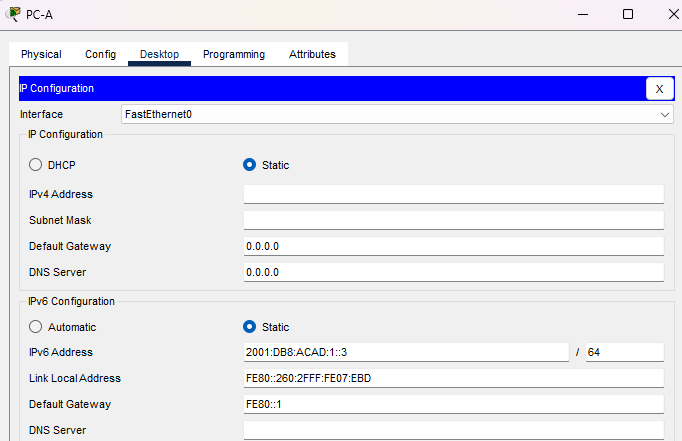 PC-A
Physical Config Desktop Programming Attributes
IP Configuration X
Interface FastEthernet0
IP Configuration
DHCP Static
IPv4 Address
Subnet Mask
Default Gateway 0.0.0.0
DNS Server 0.0.0.0
IPv6 Configuration
Automatic Static
IPv6 Address 2001:DB8:ACAD:1::3 / 64
Link Local Address FE80::260:2FFF:FE07:EBD
Default Gateway FE80::1
DNS Server